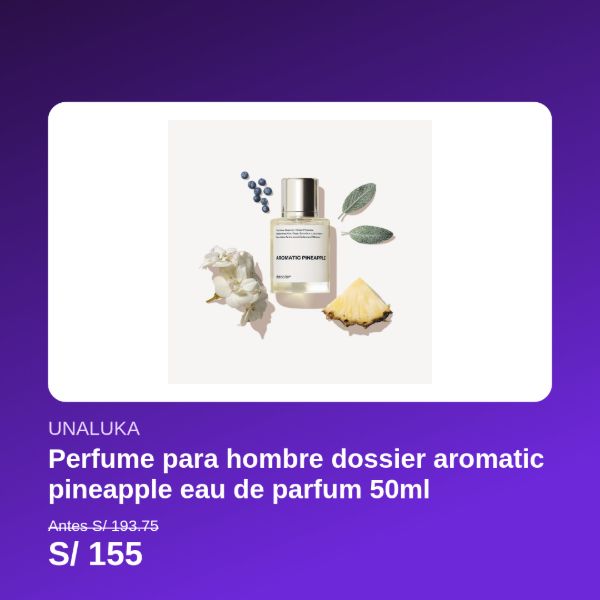 AROMATIC PINEAPPLE
UNALUKA
Perfume para hombre dossier aromatic
pineapple eau de parfum 50ml
Antes S/ 193.75
S/ 155